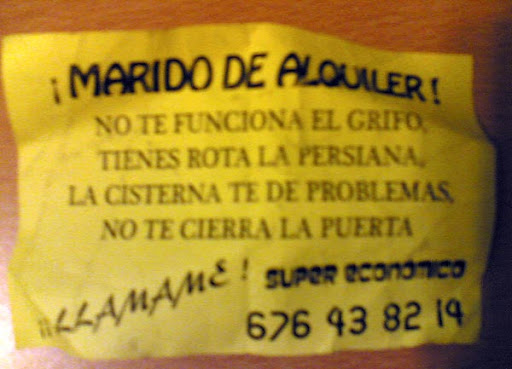 ¡MARIDO DE ALQUILER!
NO TE FUNCIONA EL GRIFO,
TIENES ROTA LA PERSIANA,
LA CISTERNA TE DE PROBLEMAS,
NO TE CIERRA LA PUERTA
¡¡LLAMAME! SUPER ECONÓMICO
676 93 82 19